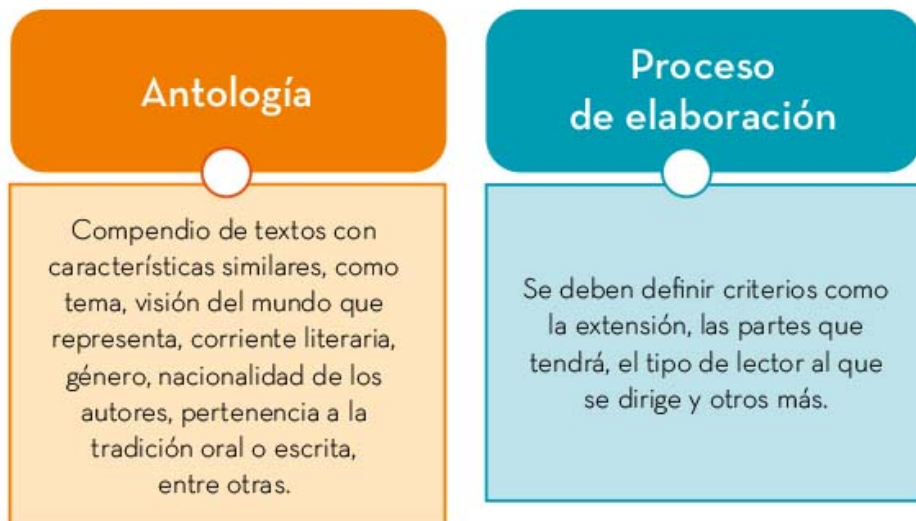 Antología
Compendio de textos con
características similares, como
tema, visión del mundo que
representa, corriente literaria,
género, nacionalidad de los
autores, pertenencia a la
tradición oral o escrita,
entre otras.
Proceso
de elaboración
Se deben definir criterios como
la extensión, las partes que
tendrá, el tipo de lector al que
se dirige y otros más.